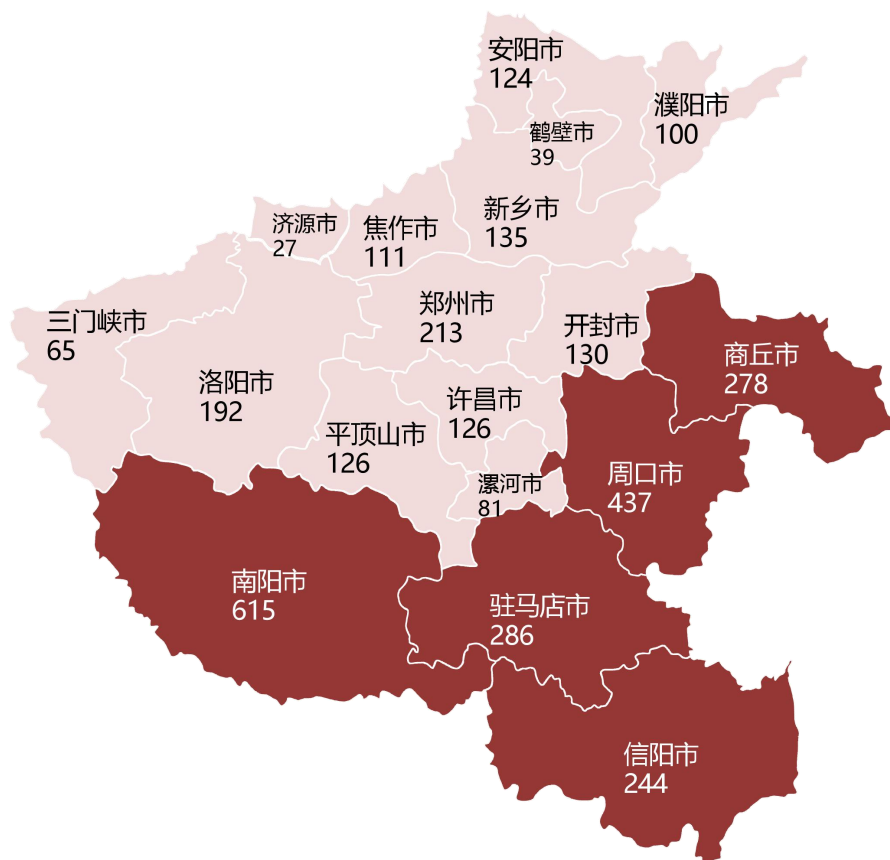 安阳市
124
濮阳市
100
鹤壁市
39
新乡市
135
济源市
27
焦作市
111
郑州市
213
三门峡市
65
开封市
130
商丘市
278
洛阳市
192
许昌市
126
平顶山市
126
漯河市
81
周口市
437
南阳市
615
驻马店市
286
信阳市
244